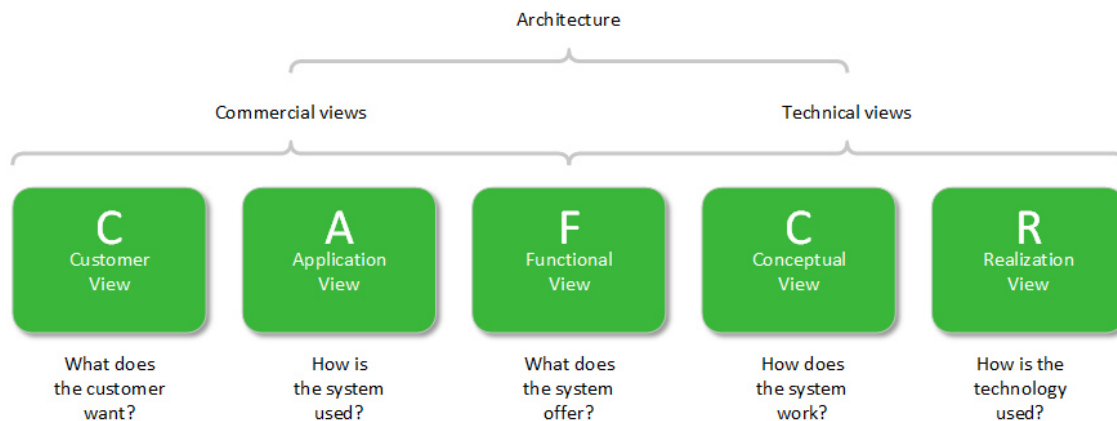 Architecture
Commercial views
Technical views
C
Customer
View
A
Application
View
F
Functional
View
C
Conceptual
View
R
Realization
View
What does
the customer
want?
How is
the system
used?
What does
the system
offer?
How does
the system
work?
How is the
technology
used?